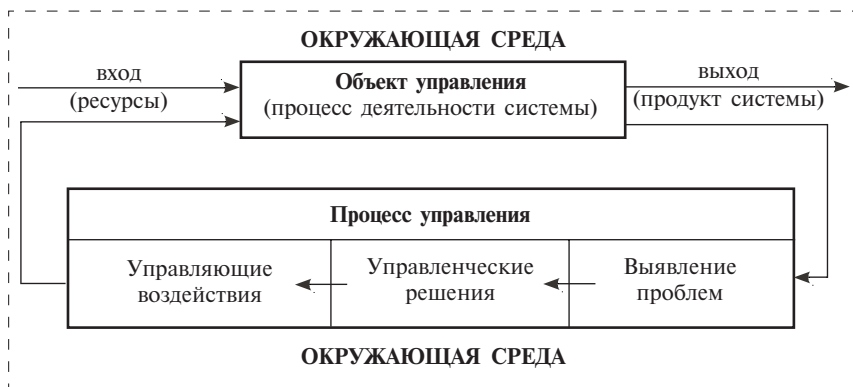 ОКРУЖАЮЩАЯ СРЕДА
вход
(ресурсы)
Объект управления
(процесс деятельности системы)
выход
(продукт системы)
Процесс управления
Управляющие
воздействия
Управленческие
решения
Выявление
проблем
ОКРУЖАЮЩАЯ СРЕДА